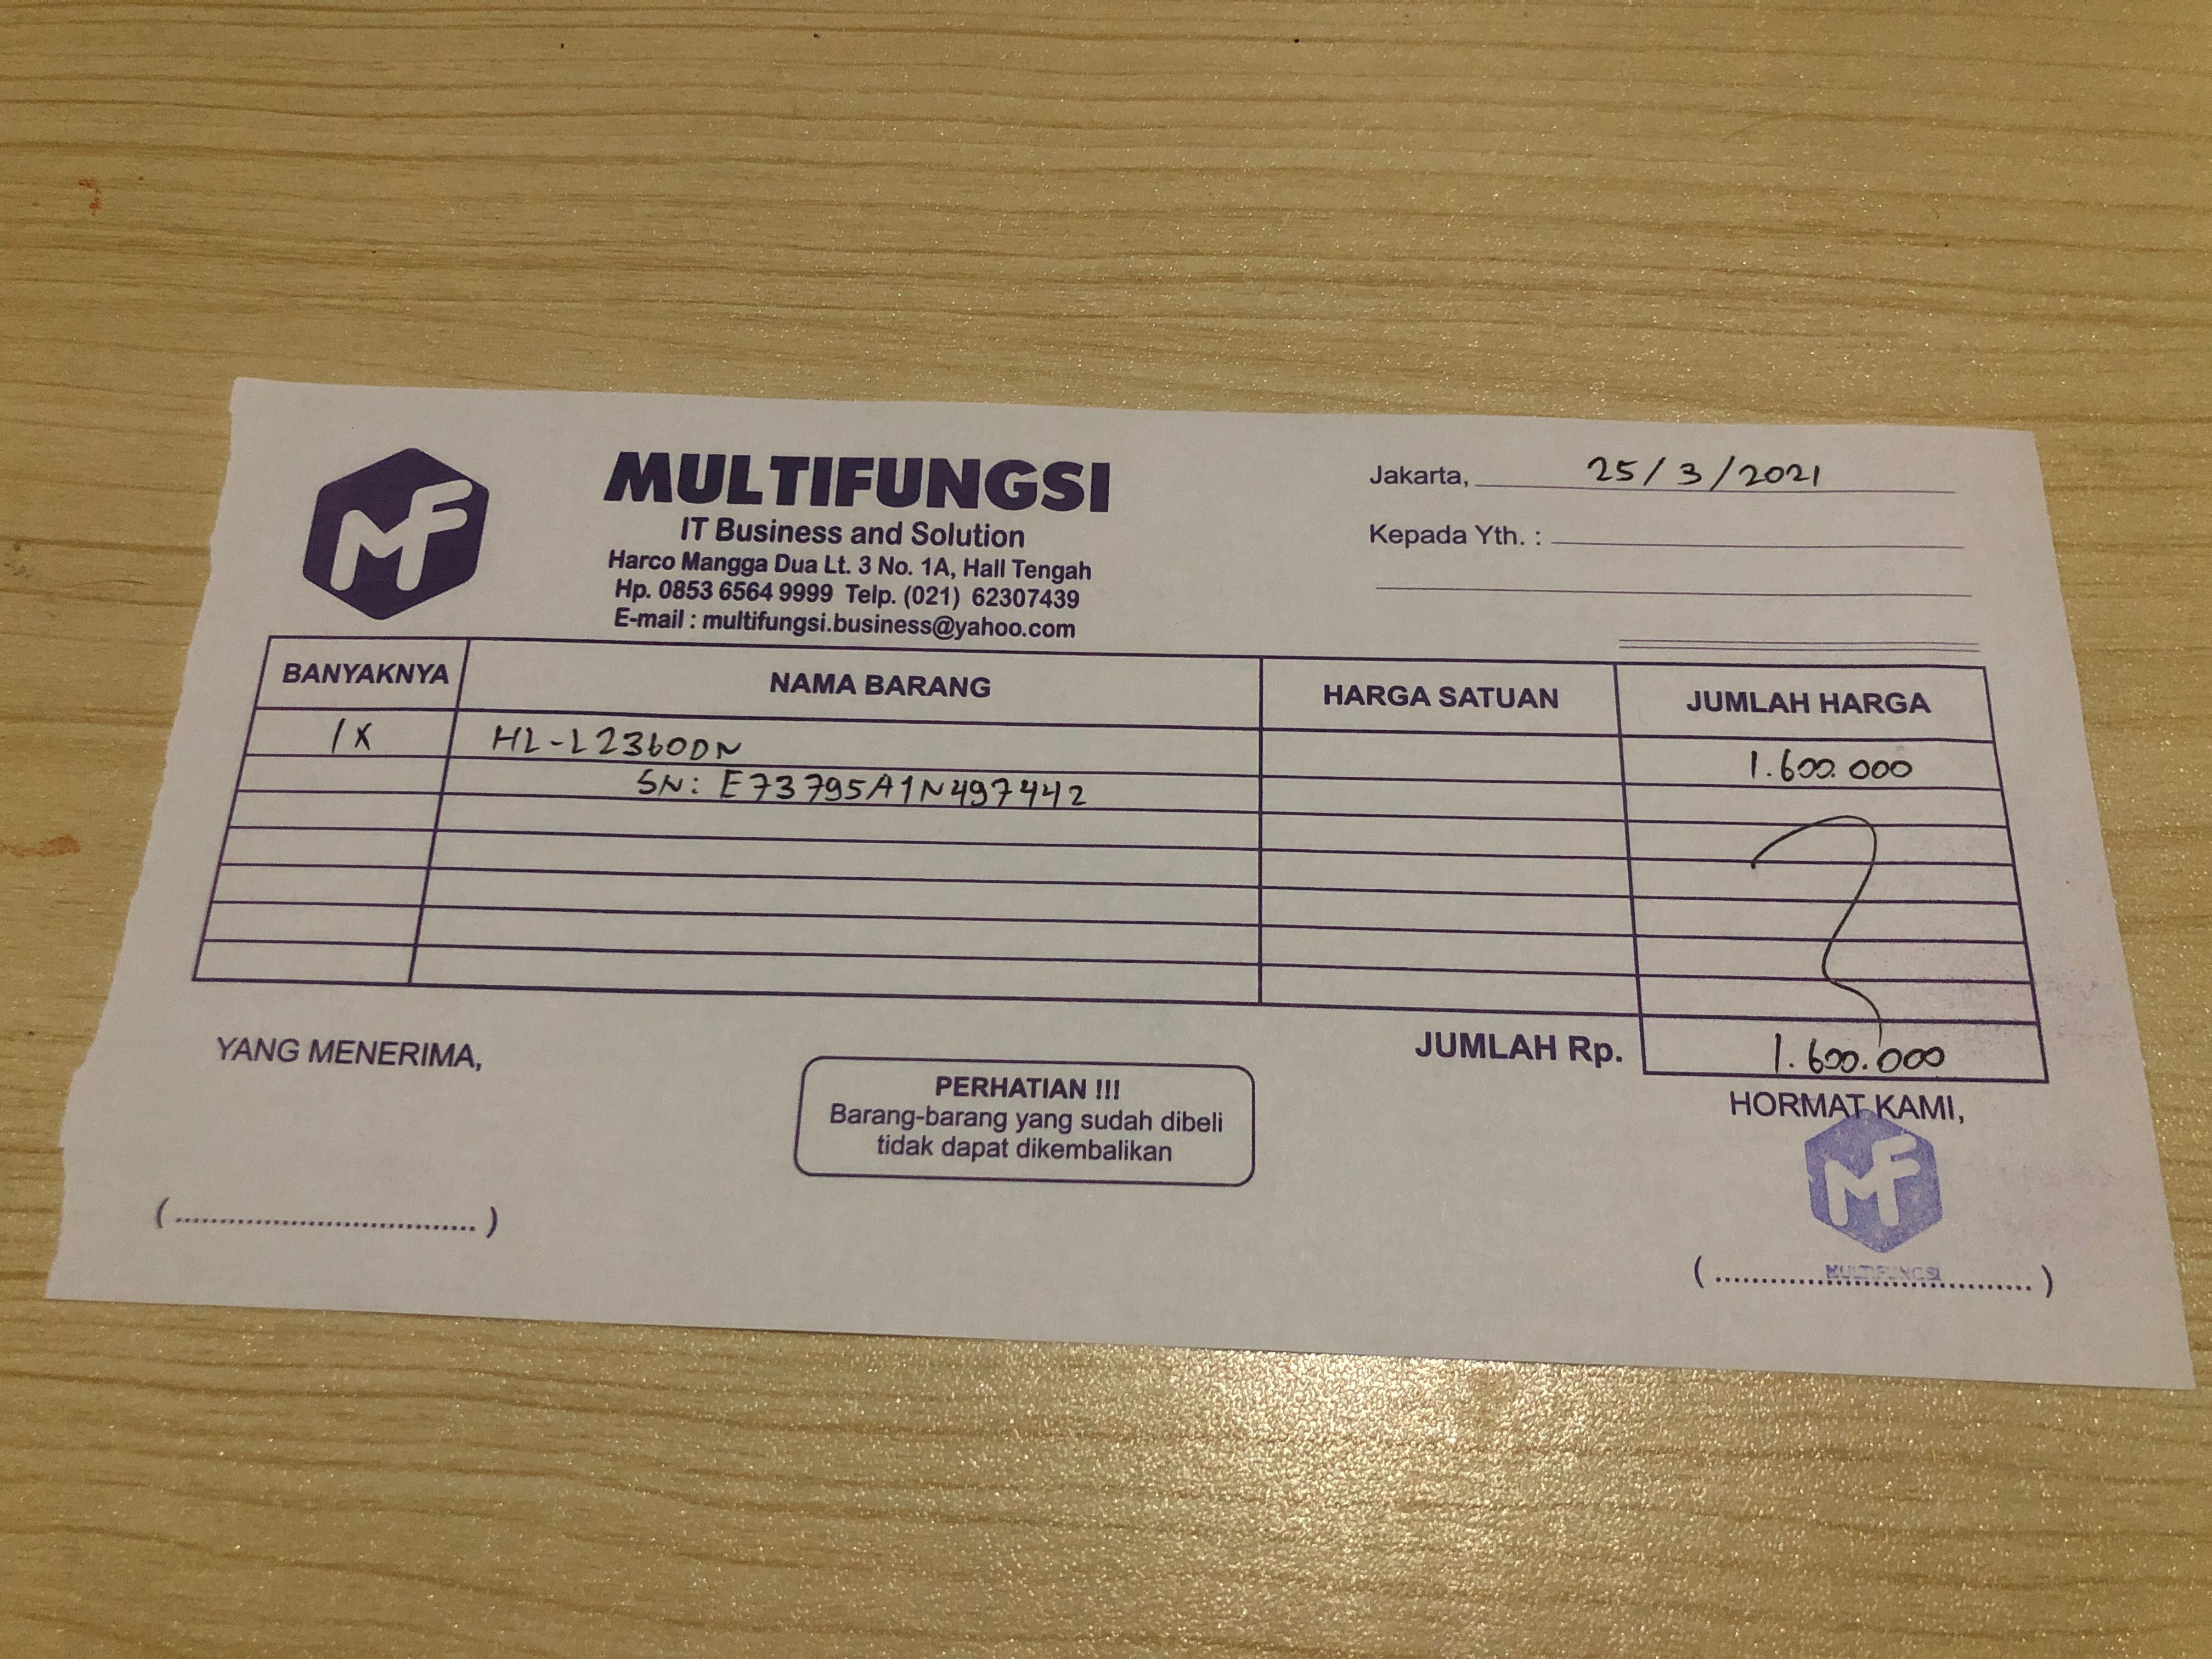 MF
MULTIFUNGSI
IT Business and Solution
Harco Mangga Dua Lt. 3 No. 1A, Hall Tengah
Hp. 0853 6564 9999 Telp. (021) 62307439
E-mail : multifungsi.business@yahoo.com
Jakarta, 25/3/2021
Kepada Yth. :
BANYAKNYA NAMA BARANG HARGA SATUAN JUMLAH HARGA
1X HL-L2360DN 1.600.000
SN: E73795A1N497442
JUMLAH Rp. 1.600.000
YANG MENERIMA,
PERHATIAN !!!
Barang-barang yang sudah dibeli
tidak dapat dikembalikan
HORMAT KAMI,
MF
MULTIFUNGSI
(....................................)
(....................................)